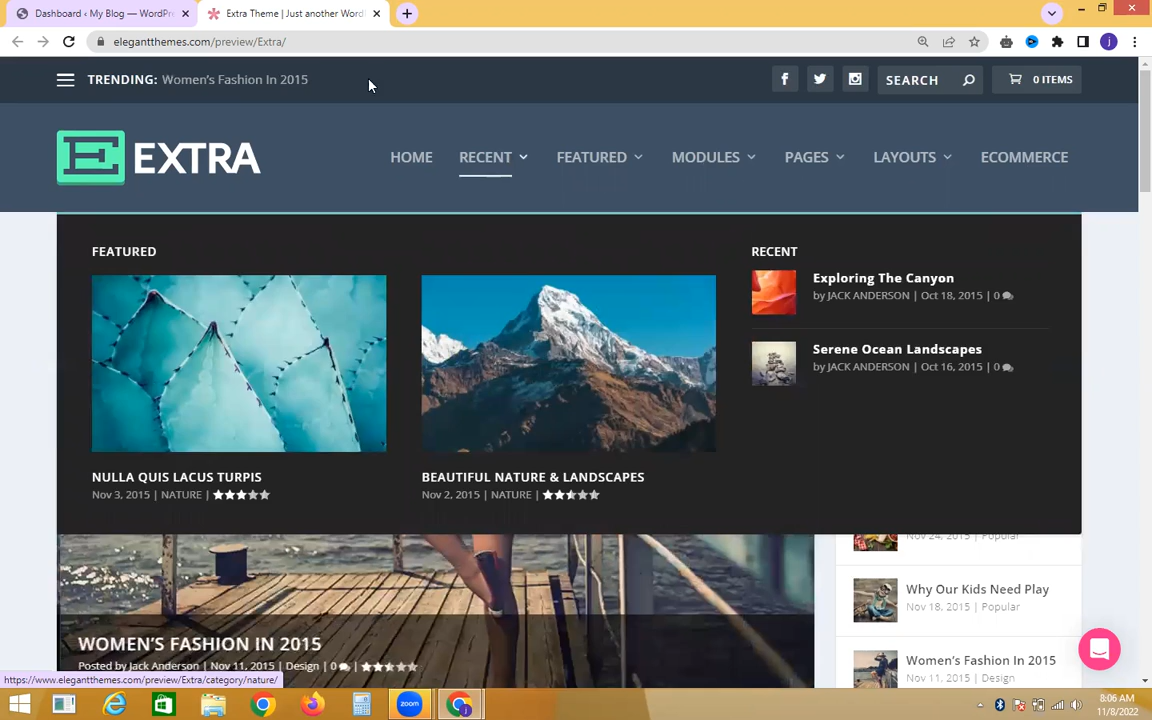 Dashboard ‹ My Blog — WordPre
Extra Theme | Just another Word
elegantthemes.com/preview/Extra/
j
TRENDING: Women's Fashion In 2015
SEARCH
0 ITEMS
E EXTRA
HOME RECENT FEATURED MODULES PAGES LAYOUTS ECOMMERCE
FEATURED
RECENT
Exploring The Canyon
by JACK ANDERSON | Oct 18, 2015 | 0
Serene Ocean Landscapes
by JACK ANDERSON | Oct 16, 2015 | 0
NULLA QUIS LACUS TURPIS
Nov 3, 2015 | NATURE |
BEAUTIFUL NATURE & LANDSCAPES
Nov 2, 2015 | NATURE |
Nov 24, 2015 | Popular
Why Our Kids Need Play
Nov 18, 2015 | Popular
WOMEN'S FASHION IN 2015
Posted by Jack Anderson | Nov 11, 2015 | Design | 0
Women's Fashion In 2015
Nov 11, 2015 | Design
https://www.elegantthemes.com/preview/Extra/category/nature/
zoom
8:06 AM
11/8/2022